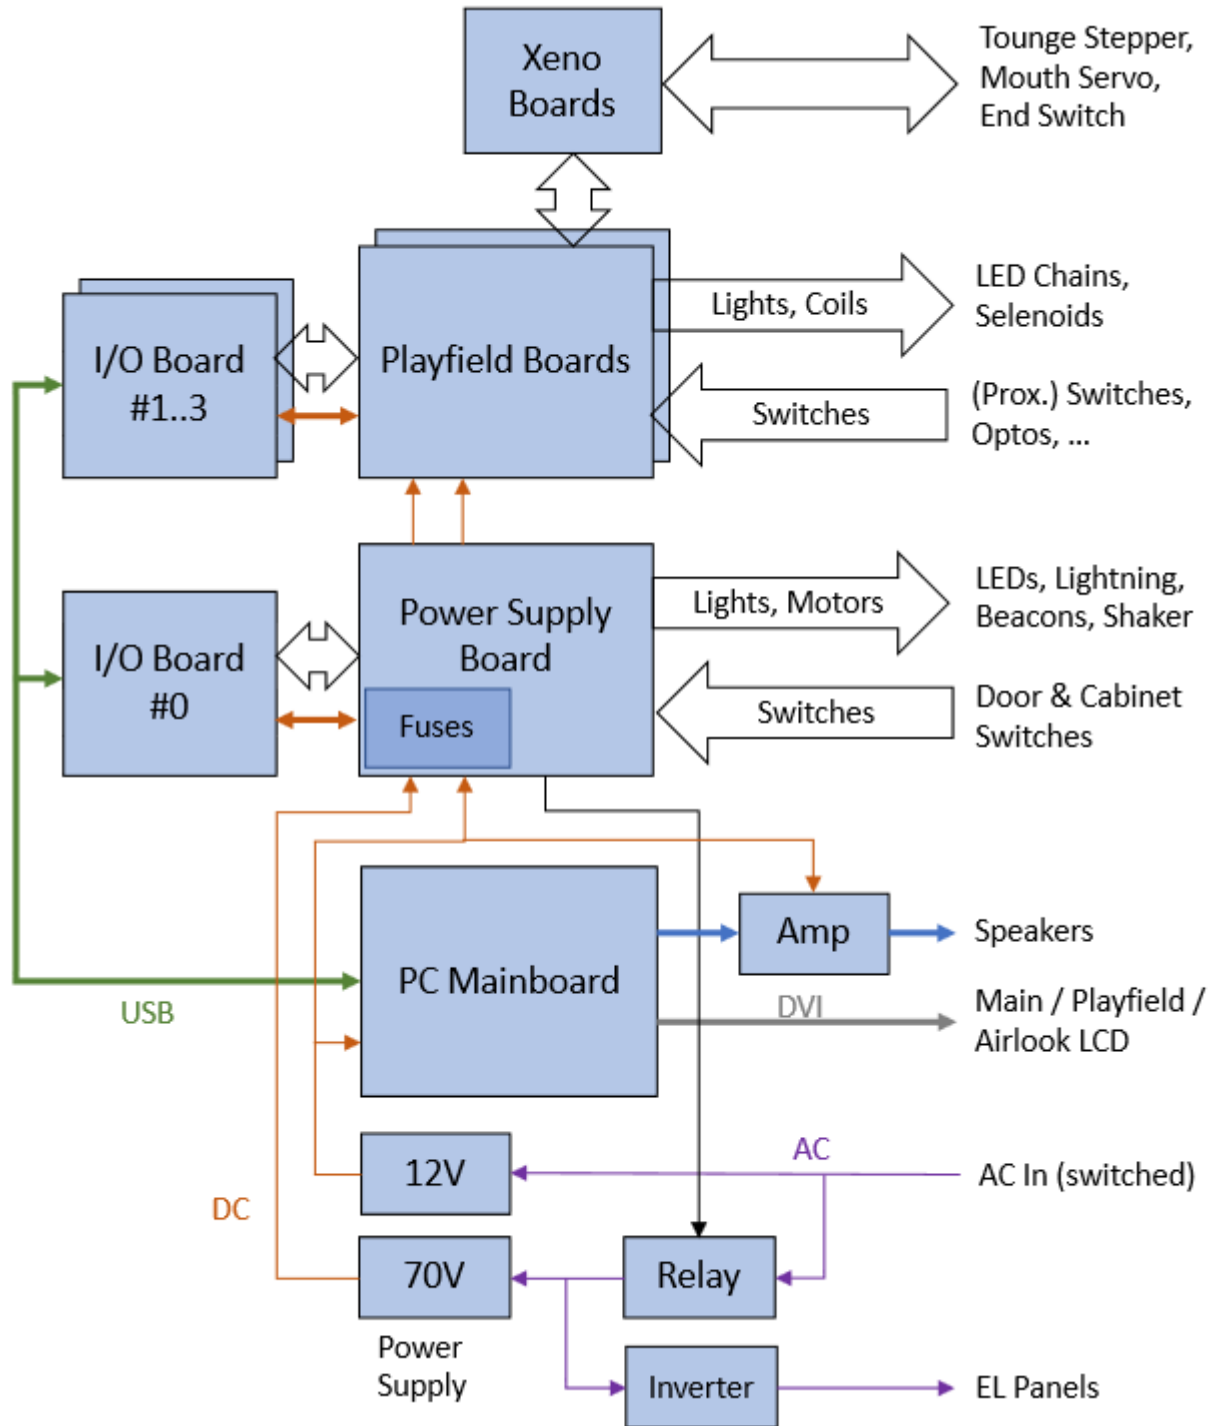 Xeno
Boards
Tounge Stepper,
Mouth Servo,
End Switch
I/O Board
#1..3
Playfield Boards
Lights, Coils
LED Chains,
Selenoids
Switches
(Prox.) Switches,
Optos, ...
I/O Board
#0
Power Supply
Board
Fuses
Lights, Motors
LEDs, Lightning,
Beacons, Shaker
Switches
Door & Cabinet
Switches
PC Mainboard
Amp
Speakers
USB
DVI
Main / Playfield /
Airlook LCD
12V
AC
AC In (switched)
DC
70V
Relay
Power
Supply
Inverter
EL Panels